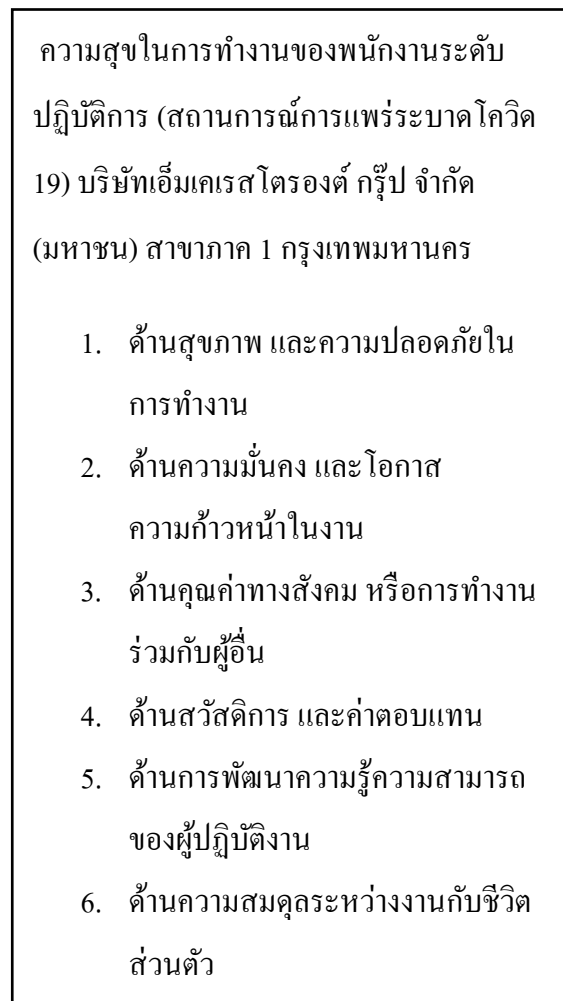 ความสุขในการทำงานของพนักงานระดับ
ปฏิบัติการ (สถานการณ์การแพร่ระบาดโควิด
19) บริษัทเอ็มเคเรสโตรองต์ กรุ๊ป จำกัด
(มหาชน) สาขาภาค 1 กรุงเทพมหานคร
1. ด้านสุขภาพ และความปลอดภัยใน
การทำงาน
2. ด้านความมั่นคง และโอกาส
ความก้าวหน้าในงาน
3. ด้านคุณค่าทางสังคม หรือการทำงาน
ร่วมกับผู้อื่น
4. ด้านสวัสดิการ และค่าตอบแทน
5. ด้านการพัฒนาความรู้ความสามารถ
ของผู้ปฏิบัติงาน
6. ด้านความสมดุลระหว่างงานกับชีวิต
ส่วนตัว